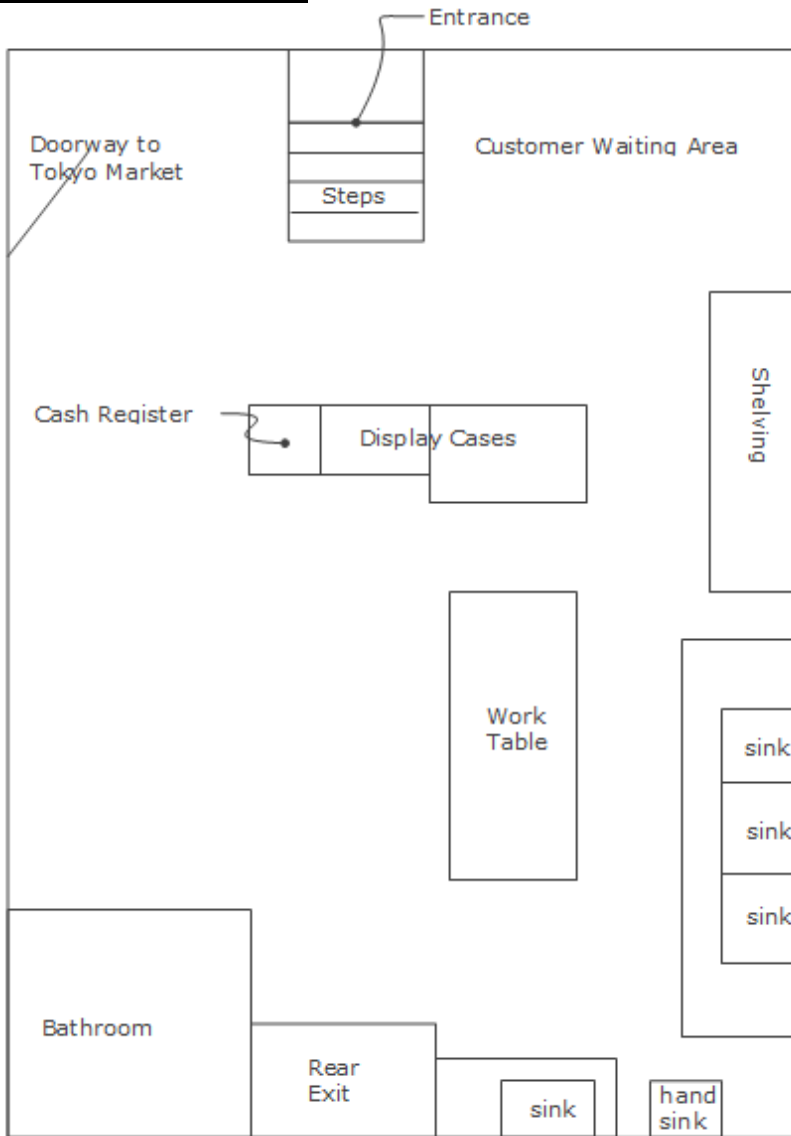 Entrance
Doorway to
Tokyo Market
Customer Waiting Area
Steps
Shelving
Cash Register
Display Cases
Work
Table
sink
sink
sink
Bathroom
Rear
Exit
sink
hand
sink